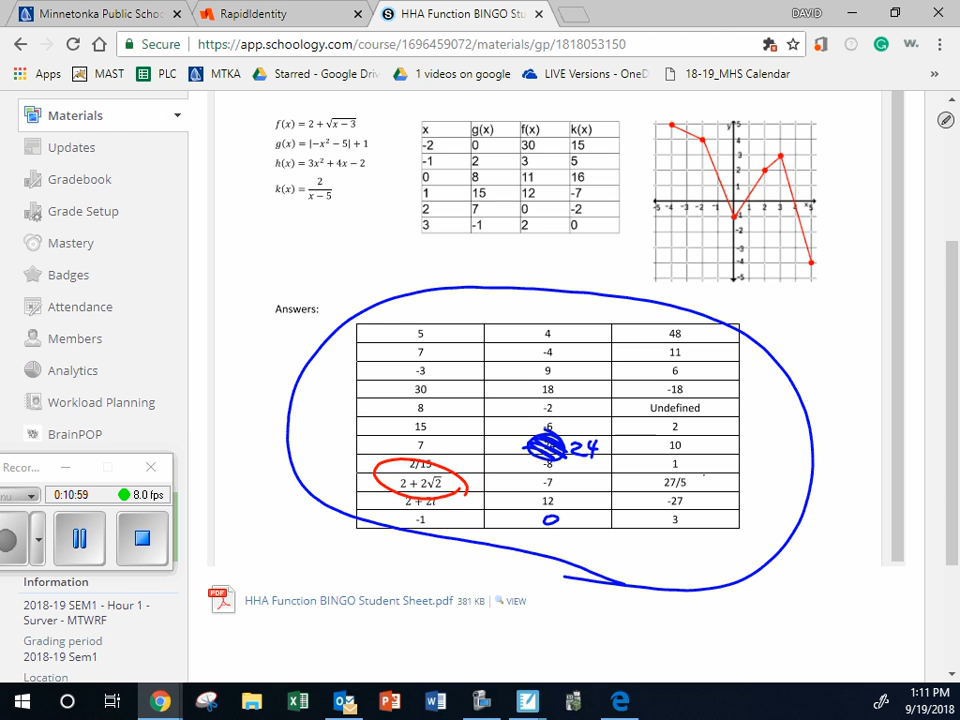 Minnetonka Public Schoo
RapidIdentity
HHA Function BINGO Stu
DAVID
Secure
https://app.schoology.com/course/1696459072/materials/gp/1818053150
Apps
MAST
PLC
MTKA
Starred - Google Driv
1 videos on google
LIVE Versions - OneD
18-19_MHS Calendar
Materials
Updates
Gradebook
Grade Setup
Mastery
Badges
Attendance
Members
Analytics
Workload Planning
BrainPOP
f(x) = 2 + √x − 3
g(x) = |−x² − 5| + 1
h(x) = 3x² + 4x − 2
k(x) = 2 / x − 5
x g(x) f(x) k(x)
-2 0 30 15
-1 2 3 5
0 8 11 16
1 15 12 -7
2 7 0 -2
3 -1 2 0
Answers:
5 4 48
7 -4 11
-3 9 6
30 18 -18
8 -2 Undefined
15 -6 2
7 24 10
2/15 -8 1
2 + 2√2 -7 27/5
2 + 2i 12 -27
-1 0 3
Recor...
0:10:59
8.0 fps
Information
2018-19 SEM1 - Hour 1 -
Surver - MTWRF
Grading period
2018-19 Sem1
Location
HHA Function BINGO Student Sheet.pdf 381 KB VIEW
1:11 PM
9/19/2018